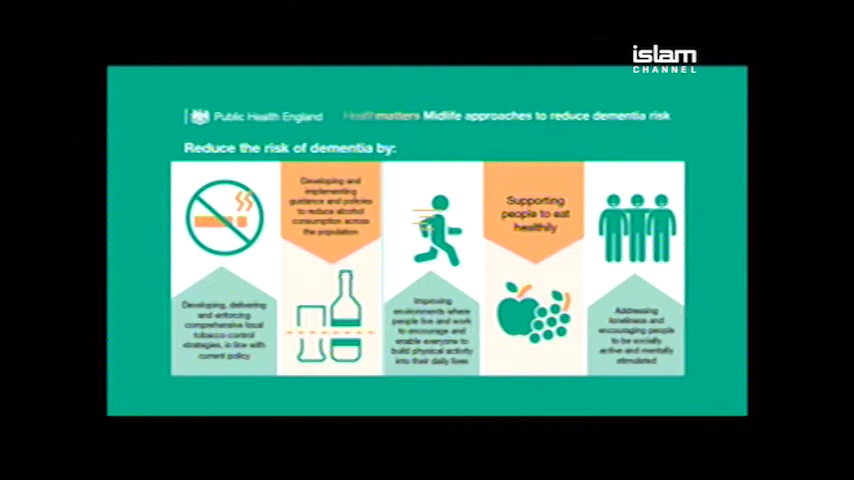 islam
CHANNEL
Public Health England
Healthmatters Midlife approaches to reduce dementia risk
Reduce the risk of dementia by:
Developing, delivering
and enforcing
comprehensive local
tobacco control
strategies, in line with
current policy
Developing and
implementing
guidance and policies
to reduce alcohol
consumption across
the population
Improving
environments where
people live and work
to encourage and
enable everyone to
build physical activity
into their daily lives
Supporting
people to eat
healthily
Addressing
loneliness and
encouraging people
to be socially
active and mentally
stimulated